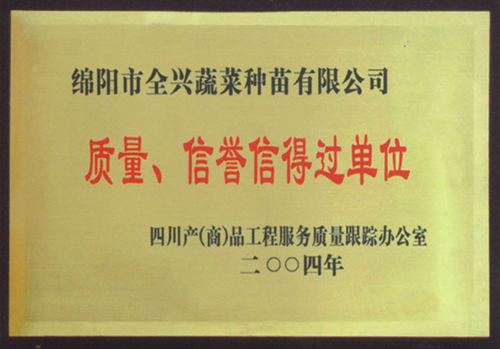 绵阳市全兴蔬菜种苗有限公司
质量、信誉信得过单位
四川产(商)品工程服务质量跟踪办公室
二〇〇四年